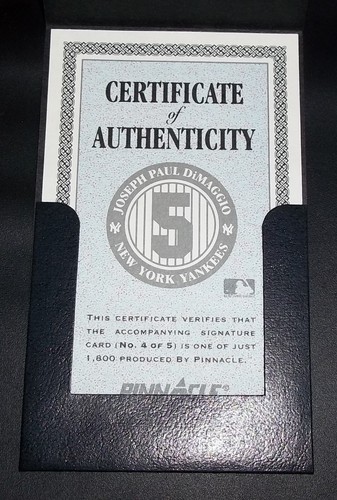 CERTIFICATE
of
AUTHENTICITY
JOSEPH PAUL DIMAGGIO
5
NEW YORK YANKEES
THIS CERTIFICATE VERIFIES THAT
THE ACCOMPANYING SIGNATURE
CARD (NO. 4 OF 5) IS ONE OF JUST
1,800 PRODUCED BY PINNACLE.
PINNACLE®